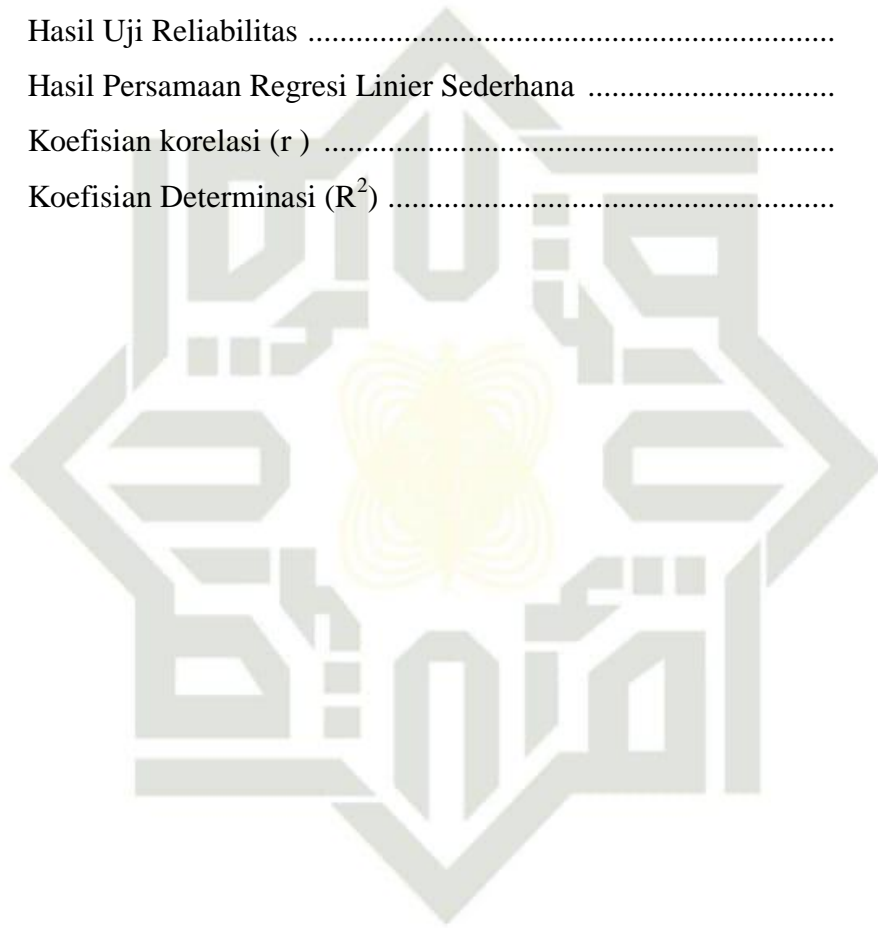 Hasil Uji Reliabilitas ..................................................................
Hasil Persamaan Regresi Linier Sederhana ...............................
Koefisian korelasi (r ) ................................................................
Koefisian Determinasi (R²) ........................................................